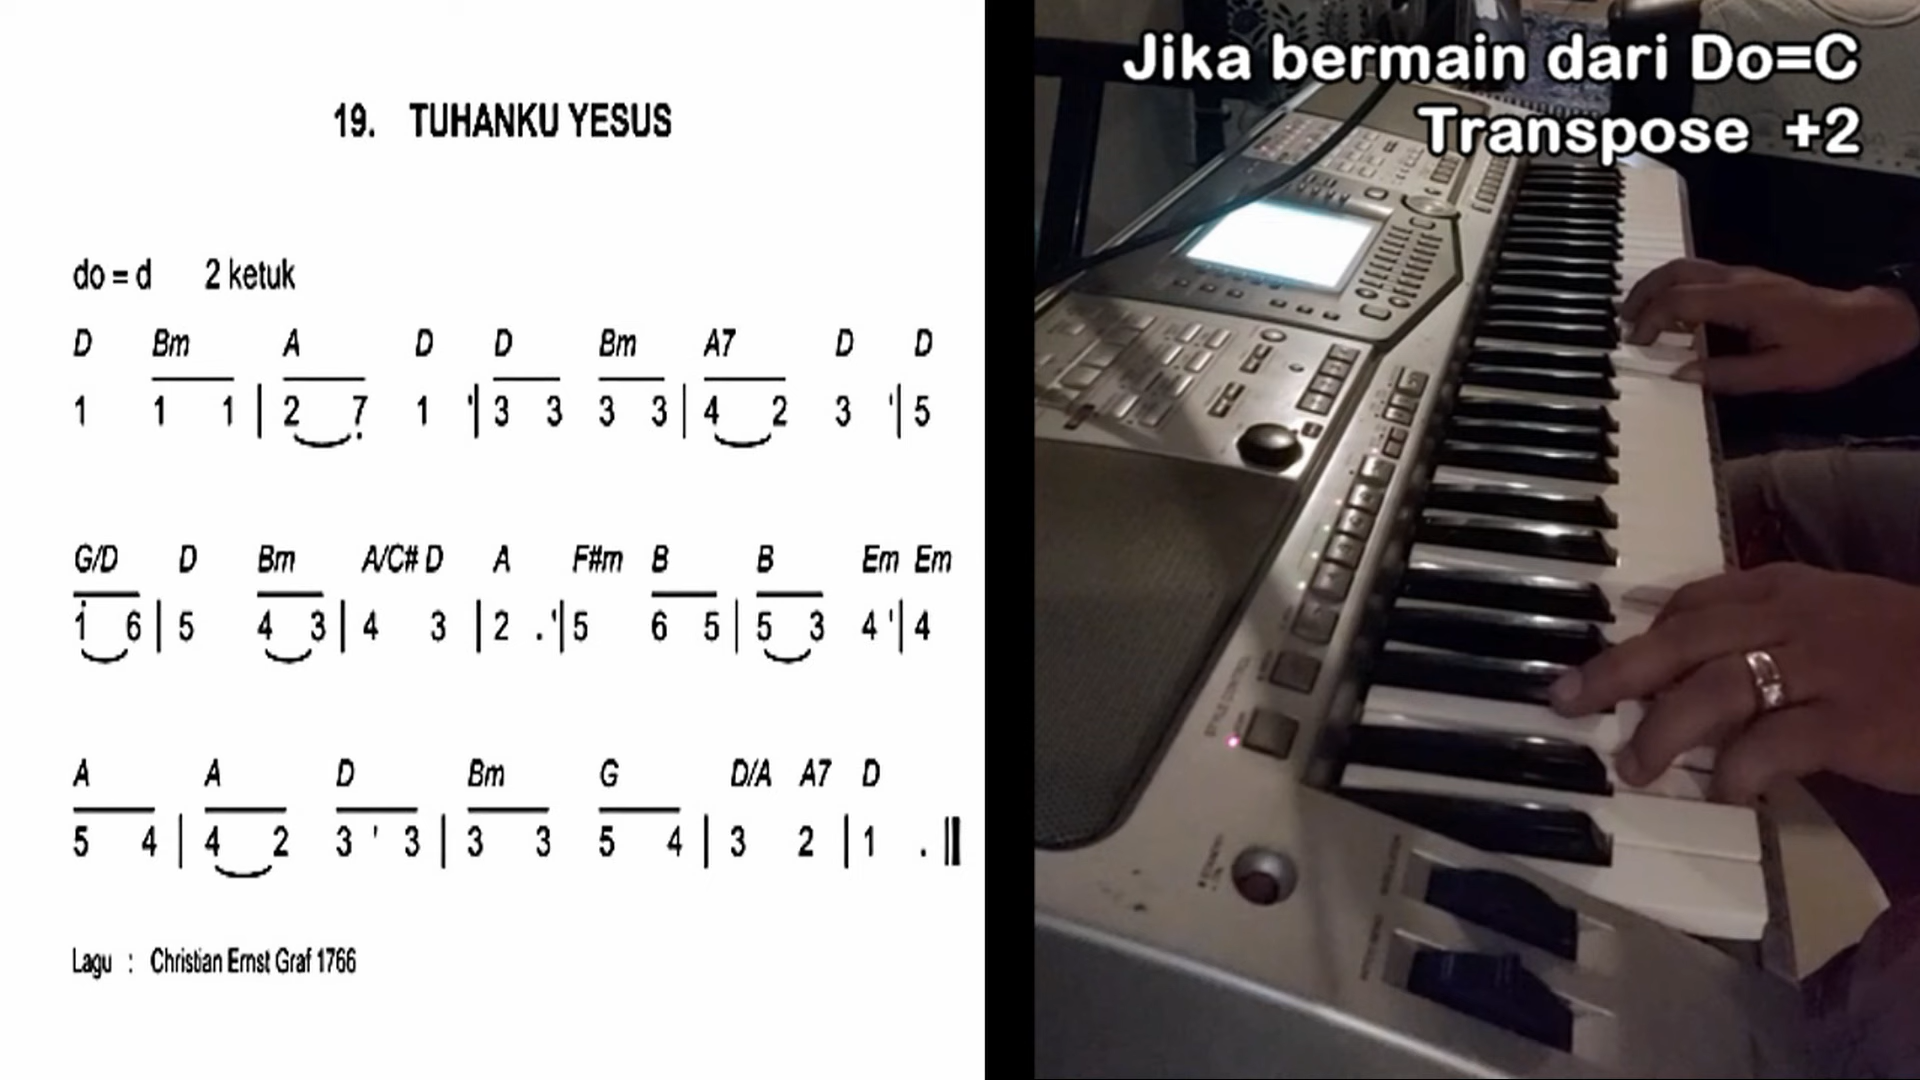 19. TUHANKU YESUS
do = d 2 ketuk
D Bm A D D Bm A7 D D
1 1 1 | 2 7 1 '| 3 3 3 3 | 4 2 3 '| 5
G/D D Bm A/C# D A F#m B B Em Em
1 6 | 5 4 3 | 4 3 | 2 . '| 5 6 5 | 5 3 4 '| 4
A A D Bm G D/A A7 D
5 4 | 4 2 3 ' 3 | 3 3 5 4 | 3 2 | 1 . ||
Lagu : Christian Ernst Graf 1766
Jika bermain dari Do=C
Transpose +2